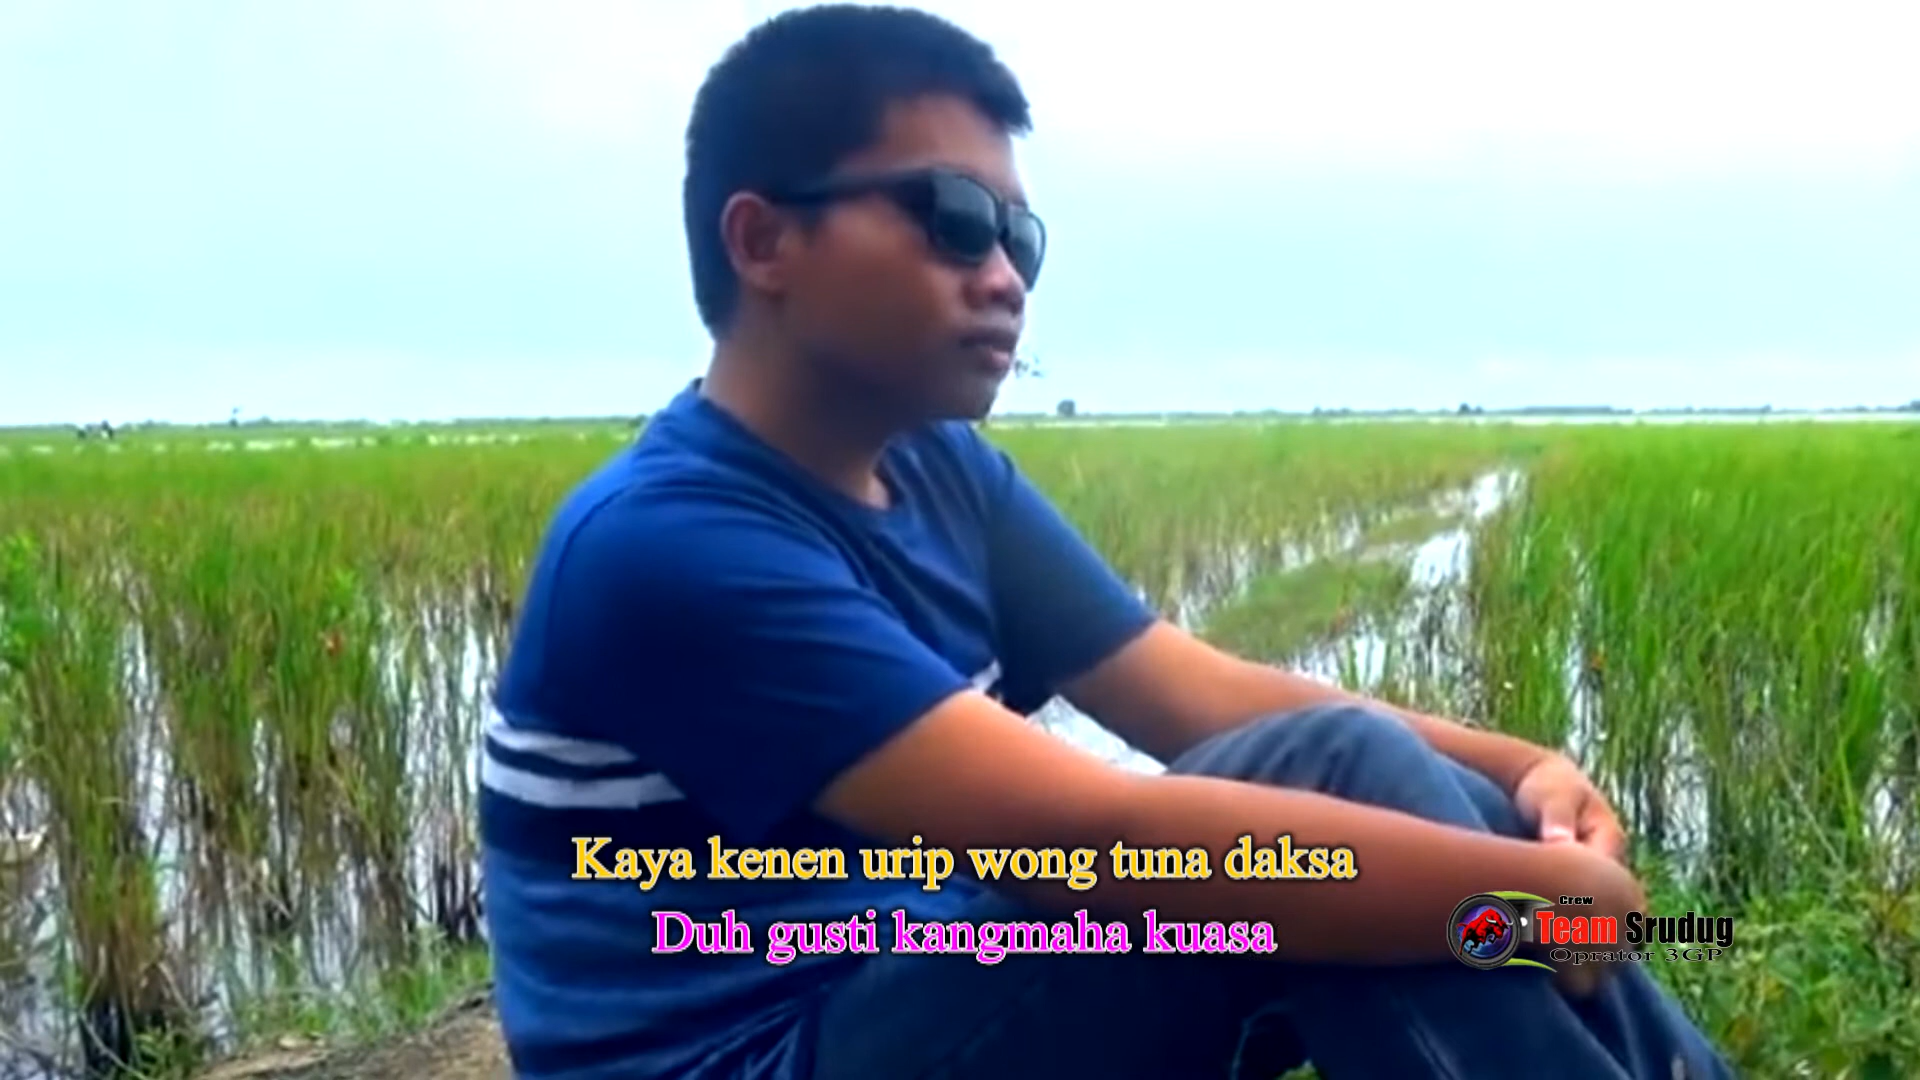 Kaya kenen urip wong tuna daksa
Duh gusti kangmaha kuasa
Crew
Team Srudug
Oprator 3GP